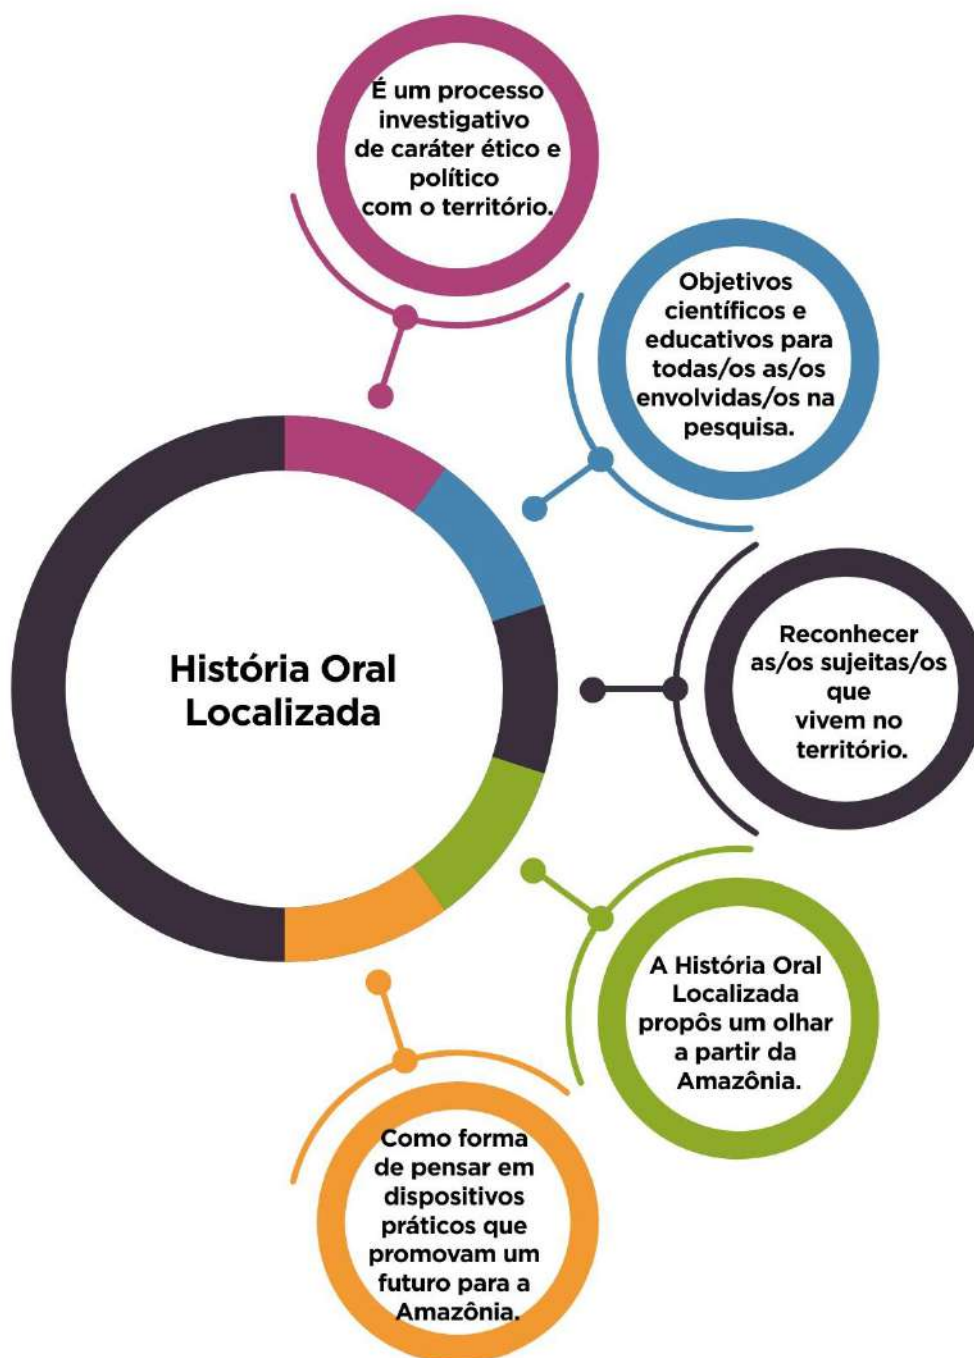 É um processo
investigativo
de caráter ético e
político
com o território.
Objetivos
científicos e
educativos para
todas/os as/os
envolvidas/os na
pesquisa.
História Oral
Localizada
Reconhecer
as/os sujeitas/os
que
vivem no
território.
A História Oral
Localizada
propôs um olhar
a partir da
Amazônia.
Como forma
de pensar em
dispositivos
práticos que
promovam um
futuro para a
Amazônia.